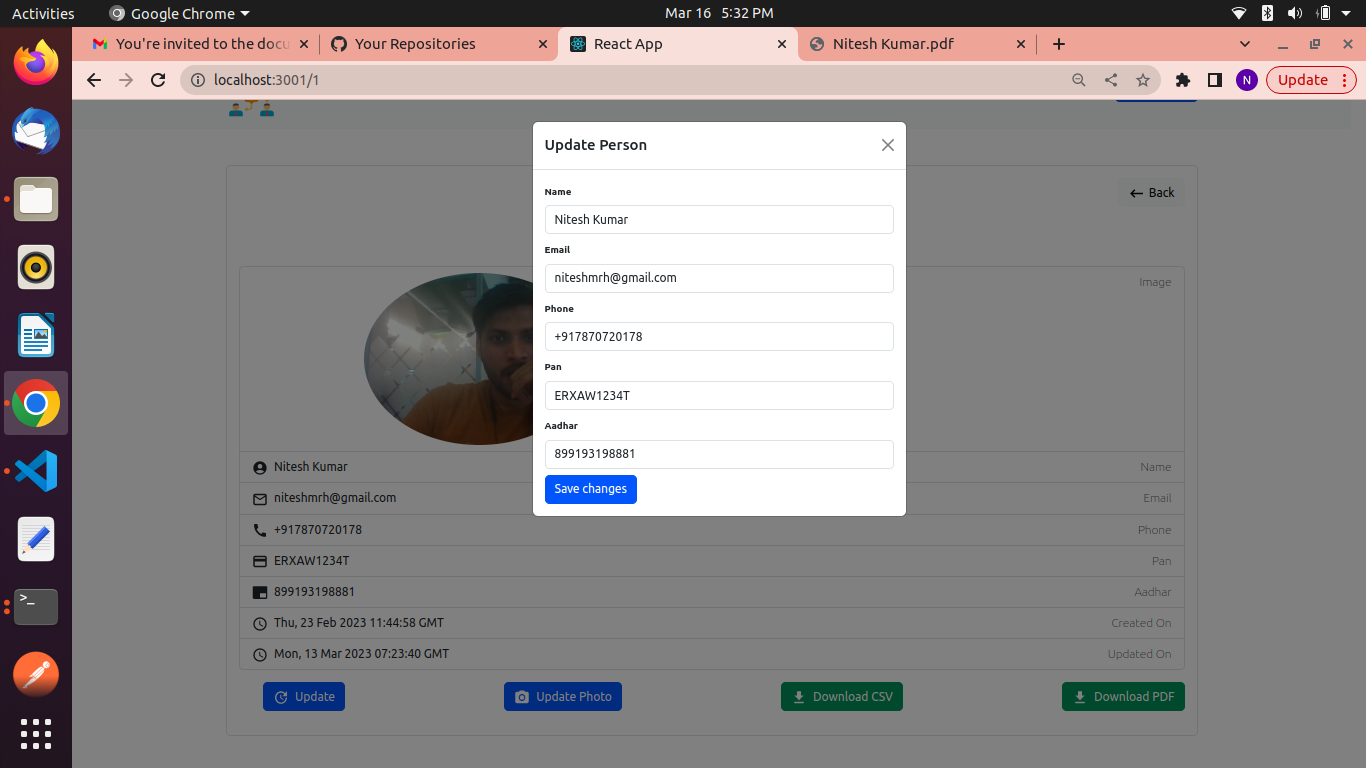 Activities
Google Chrome
Mar 16 5:32 PM
You're invited to the docu
Your Repositories
React App
Nitesh Kumar.pdf
localhost:3001/1
N
Update
Update Person
Name
Nitesh Kumar
Email
niteshmrh@gmail.com
Phone
+917870720178
Pan
ERXAW1234T
Aadhar
899193198881
Save changes
Back
Image
Nitesh Kumar Name
niteshmrh@gmail.com Email
+917870720178 Phone
ERXAW1234T Pan
899193198881 Aadhar
Thu, 23 Feb 2023 11:44:58 GMT Created On
Mon, 13 Mar 2023 07:23:40 GMT Updated On
Update Update Photo Download CSV Download PDF